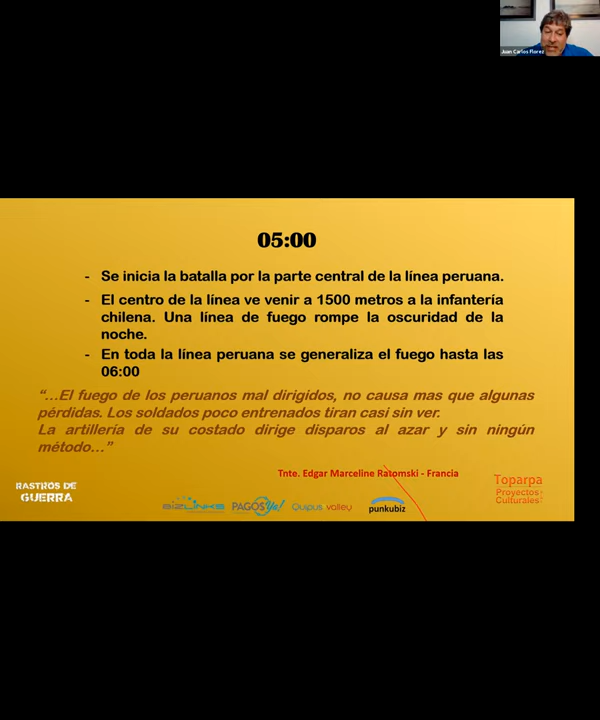 Juan Carlos Florez
05:00
- Se inicia la batalla por la parte central de la línea peruana.
- El centro de la línea ve venir a 1500 metros a la infantería
chilena. Una línea de fuego rompe la oscuridad de la
noche.
- En toda la línea peruana se generaliza el fuego hasta las
06:00
“…El fuego de los peruanos mal dirigidos, no causa mas que algunas
pérdidas. Los soldados poco entrenados tiran casi sin ver.
La artillería de su costado dirige disparos al azar y sin ningún
método…”
Tnte. Edgar Marceline Ratomski - Francia
RASTROS DE
GUERRA
BIZLINKS
PAGOS Ya!
Quipus valley
punkubiz
Toparpa
Proyectos
Culturales